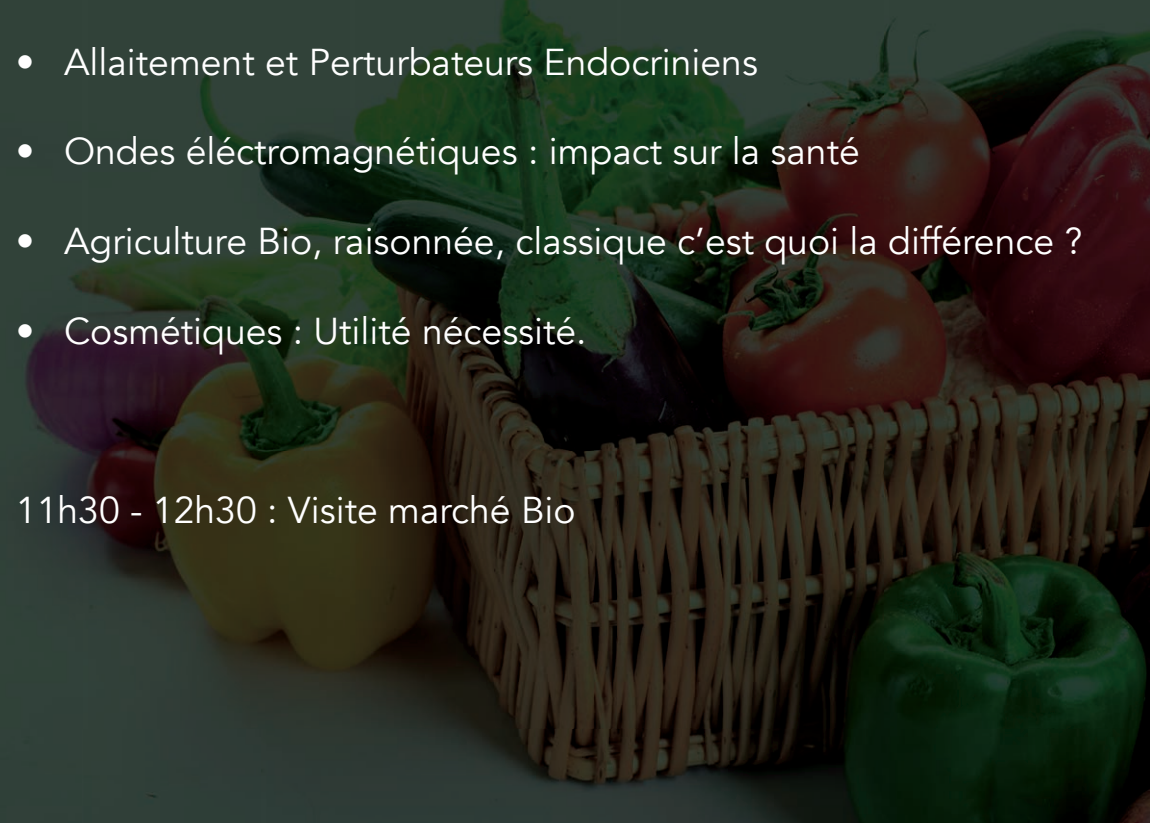 • Allaitement et Perturbateurs Endocriniens
• Ondes éléctromagnétiques : impact sur la santé
• Agriculture Bio, raisonnée, classique c’est quoi la différence ?
• Cosmétiques : Utilité nécessité.
11h30 - 12h30 : Visite marché Bio